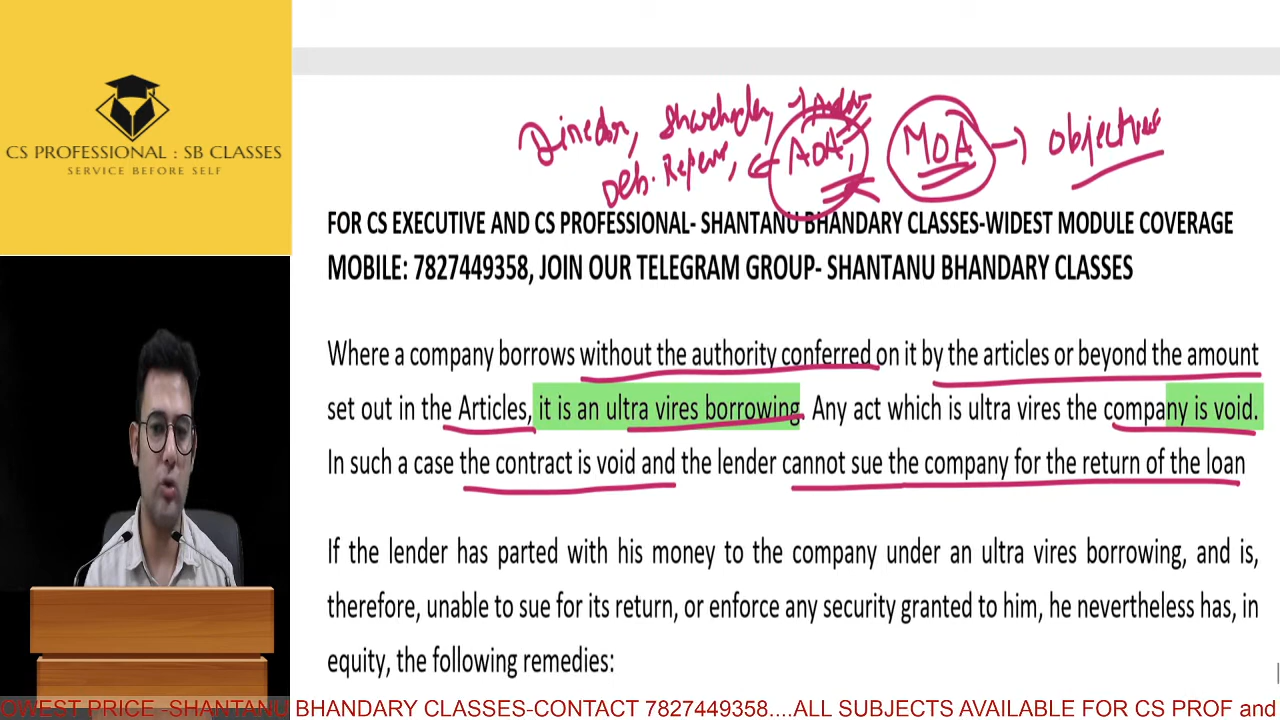 Director, Shareholder,
Deb. Repens, AOA, MOA → Objectives
CS PROFESSIONAL : SB CLASSES
SERVICE BEFORE SELF
FOR CS EXECUTIVE AND CS PROFESSIONAL- SHANTANU BHANDARY CLASSES-WIDEST MODULE COVERAGE
MOBILE: 7827449358, JOIN OUR TELEGRAM GROUP- SHANTANU BHANDARY CLASSES
Where a company borrows without the authority conferred on it by the articles or beyond the amount
set out in the Articles, it is an ultra vires borrowing. Any act which is ultra vires the company is void.
In such a case the contract is void and the lender cannot sue the company for the return of the loan
If the lender has parted with his money to the company under an ultra vires borrowing, and is,
therefore, unable to sue for its return, or enforce any security granted to him, he nevertheless has, in
equity, the following remedies:
OWEST PRICE -SHANTANU BHANDARY CLASSES-CONTACT 7827449358....ALL SUBJECTS AVAILABLE FOR CS PROF and